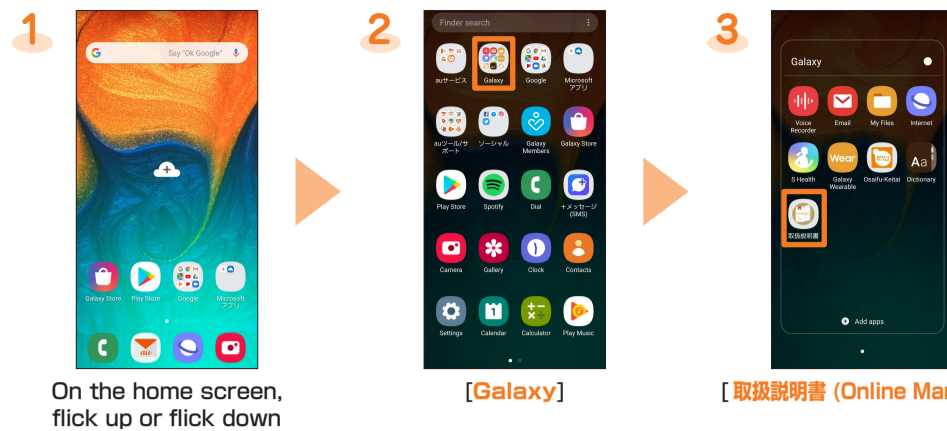 1
G Say "Ok Google"
Galaxy Store Play Store Google Microsoft アプリ
au
On the home screen,
flick up or flick down
2
Finder search
auサービス Galaxy Google Microsoft アプリ
auツール/サポート ソーシャル Galaxy Members Galaxy Store
Play Store Spotify Dial +メッセージ (SMS)
Camera Gallery Clock Contacts
1
Settings Calendar Calculator Play Music
[Galaxy]
3
Galaxy
Wear Aa
Voice Recorder Email My Files Internet
S Health Galaxy Wearable Osaifu-Keitai Dictionary
取扱説明書
Add apps
[ 取扱説明書 (Online Mar